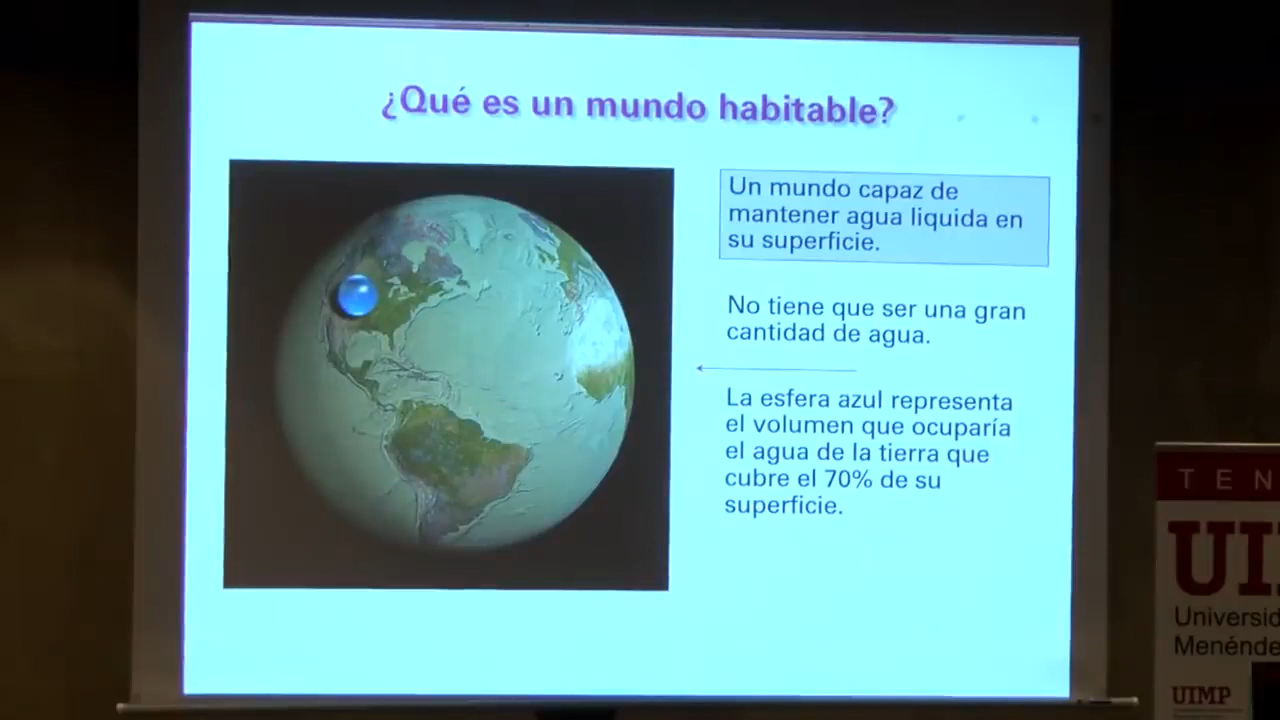 ¿Qué es un mundo habitable?
Un mundo capaz de
mantener agua liquida en
su superficie.
No tiene que ser una gran
cantidad de agua.
La esfera azul representa
el volumen que ocuparía
el agua de la tierra que
cubre el 70% de su
superficie.
TEN
UI
Universid
Menénde
UIMP